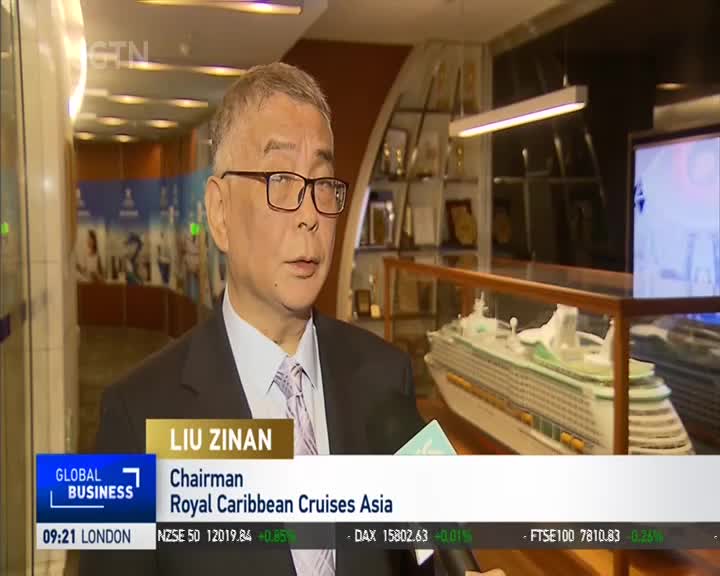 CGTN
LIU ZINAN
Chairman
Royal Caribbean Cruises Asia
GLOBAL
BUSINESS
09:21 LONDON
NZSE 50 12019.84 +0.85% · DAX 15802.63 +0.01% · FTSE100 7810.83 -0.26%